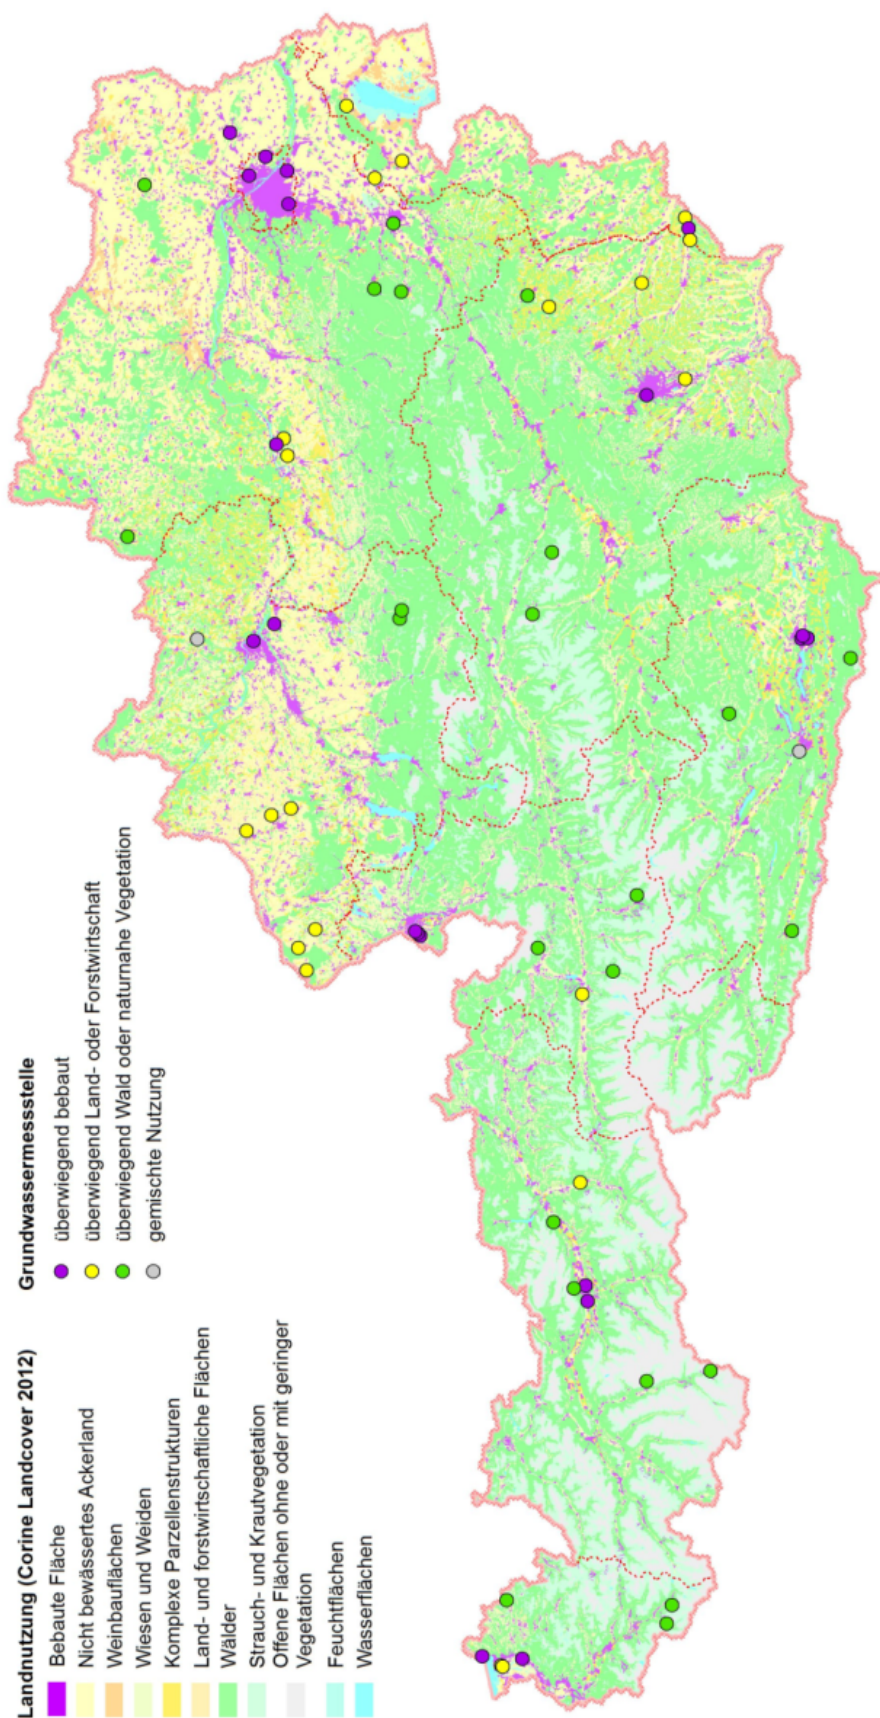 Landnutzung (Corine Landcover 2012)
Bebaute Fläche
Nicht bewässertes Ackerland
Weinbauflächen
Wiesen und Weiden
Komplexe Parzellenstrukturen
Land- und forstwirtschaftliche Flächen
Wälder
Strauch- und Krautvegetation
Offene Flächen ohne oder mit geringer
Vegetation
Feuchtflächen
Wasserflächen
Grundwassermessstelle
überwiegend bebaut
überwiegend Land- oder Forstwirtschaft
überwiegend Wald oder naturnahe Vegetation
gemischte Nutzung